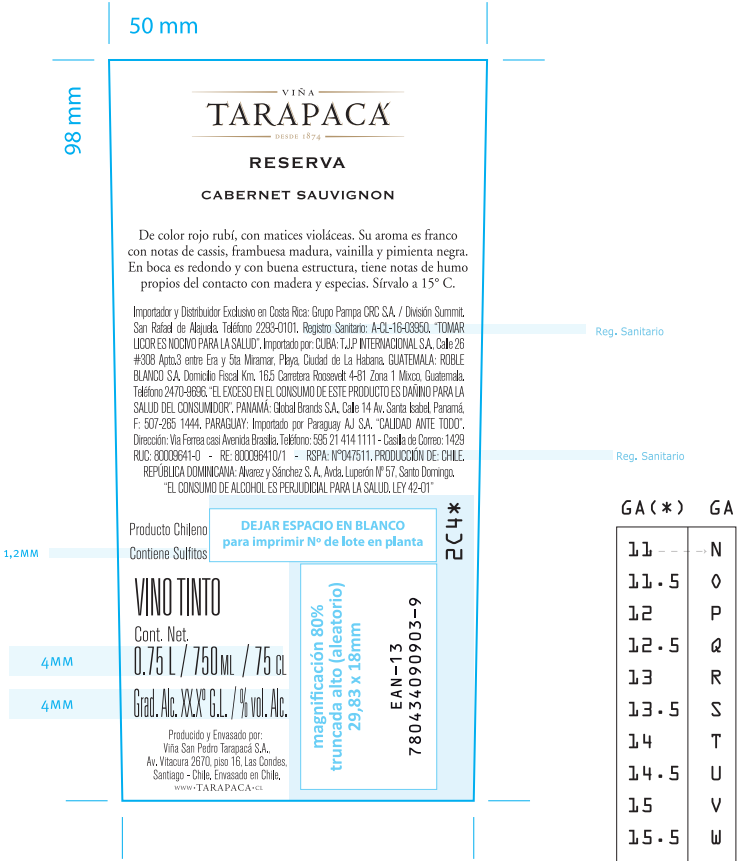 50 mm
98 mm
VIÑA
TARAPACÁ
DESDE 1874
RESERVA
CABERNET SAUVIGNON
De color rojo rubí, con matices violáceas. Su aroma es franco
con notas de cassis, frambuesa madura, vainilla y pimienta negra.
En boca es redondo y con buena estructura, tiene notas de humo
propios del contacto con madera y especias. Sírvalo a 15° C.
Importador y Distribuidor Exclusivo en Costa Rica: Grupo Pampa CRC S.A. / División Summit.
San Rafael de Alajuela. Teléfono 2293-0101. Registro Sanitario: A-CL-16-03950. "TOMAR
LICOR ES NOCIVO PARA LA SALUD". Importado por: CUBA: T.J.P INTERNACIONAL S.A., Calle 26
#308 Apto.3 entre Era y 5ta Miramar, Playa, Ciudad de La Habana. GUATEMALA: ROBLE
BLANCO S.A. Domicilio Fiscal Km. 16.5 Carretera Roosevelt 4-81 Zona 1 Mixco, Guatemala.
Teléfono 2470-9696. "EL EXCESO EN EL CONSUMO DE ESTE PRODUCTO ES DAÑINO PARA LA
SALUD DEL CONSUMIDOR". PANAMÁ: Global Brands S.A., Calle 14 Av. Santa Isabel, Panamá,
F: 507-265 1444. PARAGUAY: Importado por Paraguay AJ S.A. "CALIDAD ANTE TODO".
Dirección: Via Ferrea casi Avenida Brasilia. Teléfono: 595 21 414 1111 - Casilla de Correo: 1429
RUC: 80009641-0 - RE: 800096410/1 - RSPA: N°047511. PRODUCCIÓN DE: CHILE.
REPÚBLICA DOMINICANA: Alvarez y Sánchez S. A., Avda. Luperón Nº 57, Santo Domingo.
"EL CONSUMO DE ALCOHOL ES PERJUDICIAL PARA LA SALUD. LEY 42-01"
Reg. Sanitario
Reg. Sanitario
Producto Chileno
Contiene Sulfitos
DEJAR ESPACIO EN BLANCO
para imprimir Nº de lote en planta
2C4*
1,2MM
VINO TINTO
Cont. Net.
0.75 L / 750 ML / 75 CL
4MM
Grad. Alc. XX.Xº G.L. / % vol. Alc.
4MM
Producido y Envasado por:
Viña San Pedro Tarapacá S.A.,
Av. Vitacura 2670, piso 16, Las Condes,
Santiago - Chile. Envasado en Chile.
WWW•TARAPACA•CL
magnificación 80%
truncada alto (aleatorio)
29,83 x 18mm
EAN-13
7804340909003-9
GA(*) GA
11 N
11.5 O
12 P
12.5 Q
13 R
13.5 S
14 T
14.5 U
15 V
15.5 W